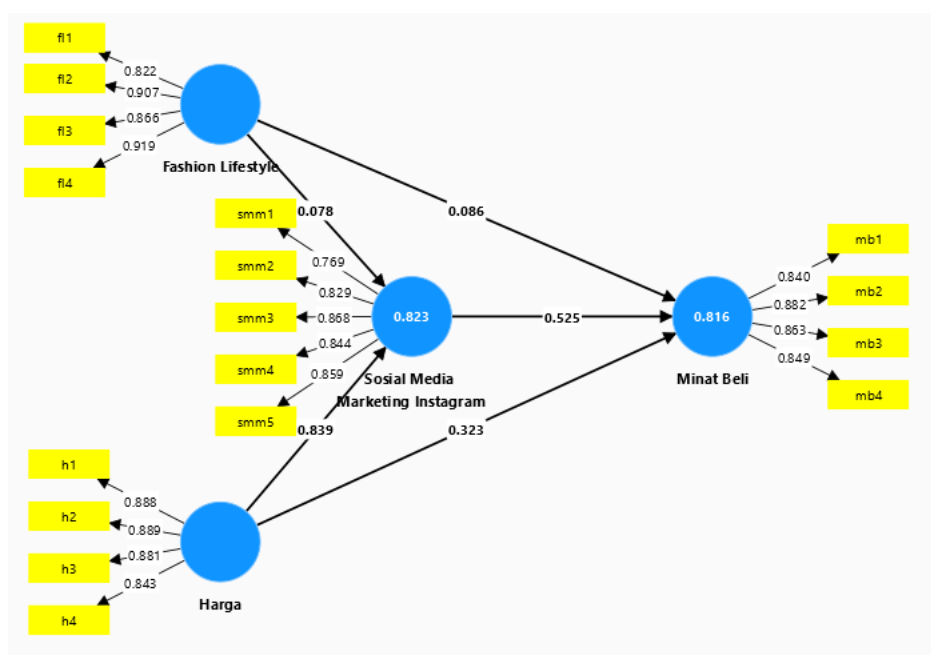 fl1
0.822
fl2
0.907
fl3
0.866
fl4
0.919
Fashion Lifestyle
0.078
0.086
smm1
0.769
smm2
0.829
smm3
0.868
smm4
0.844
smm5
0.859
0.823
Sosial Media
Marketing Instagram
0.525
0.816
Minat Beli
mb1
0.840
mb2
0.882
mb3
0.863
mb4
0.849
0.839
0.323
h1
0.888
h2
0.889
h3
0.881
h4
0.843
Harga